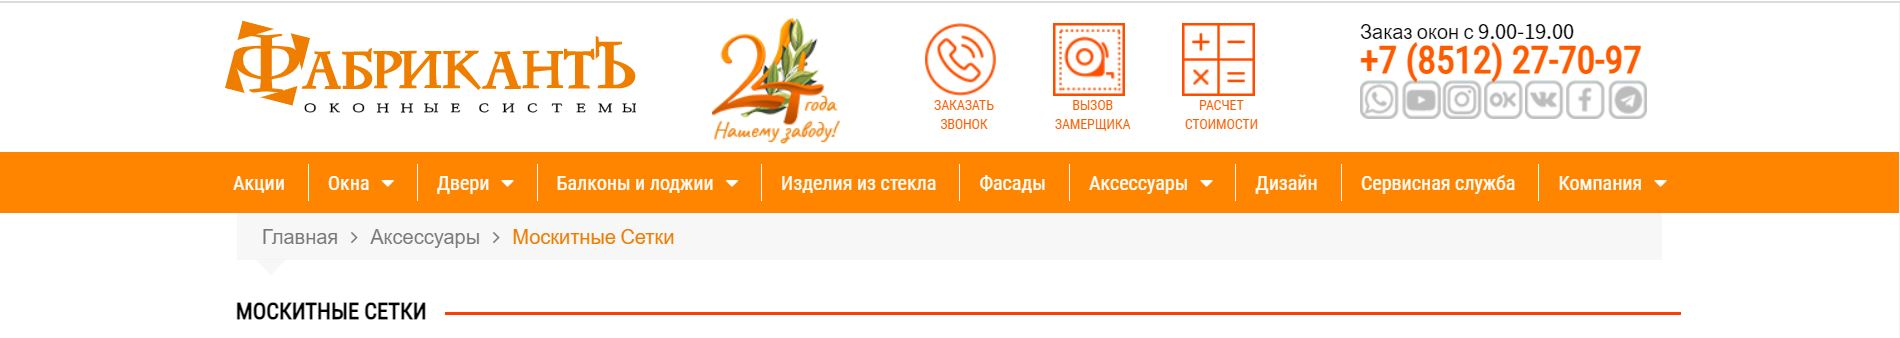 ФАБРИКАНТЪ
ОКОННЫЕ СИСТЕМЫ
24 года
Нашему заводу!
ЗАКАЗАТЬ
ЗВОНОК
ВЫЗОВ
ЗАМЕРЩИКА
РАСЧЕТ
СТОИМОСТИ
Заказ окон с 9.00-19.00
+7 (8512) 27-70-97
Акции Окна Двери Балконы и лоджии Изделия из стекла Фасады Аксессуары Дизайн Сервисная служба Компания
Главная > Аксессуары > Москитные Сетки
МОСКИТНЫЕ СЕТКИ